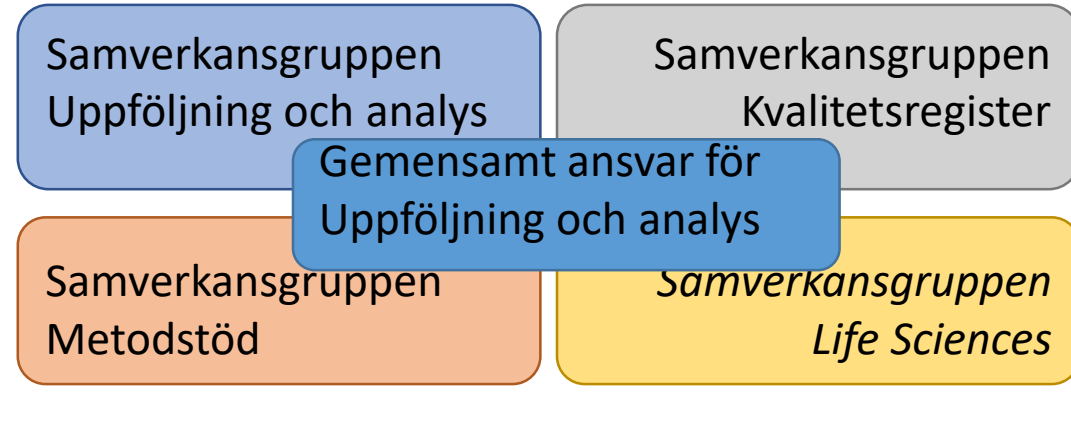 Samverkansgruppen
Uppföljning och analys
Samverkansgruppen
Kvalitetsregister
Gemensamt ansvar för
Uppföljning och analys
Samverkansgruppen
Metodstöd
Samverkansgruppen
Life Sciences